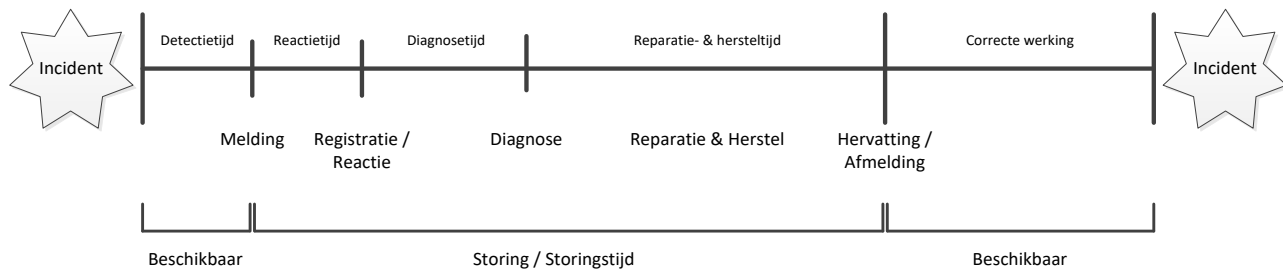 Detectietijd
Reactietijd
Diagnosetijd
Reparatie- & hersteltijd
Correcte werking
Incident
Incident
Melding
Registratie /
Reactie
Diagnose
Reparatie & Herstel
Hervatting /
Afmelding
Beschikbaar
Storing / Storingstijd
Beschikbaar